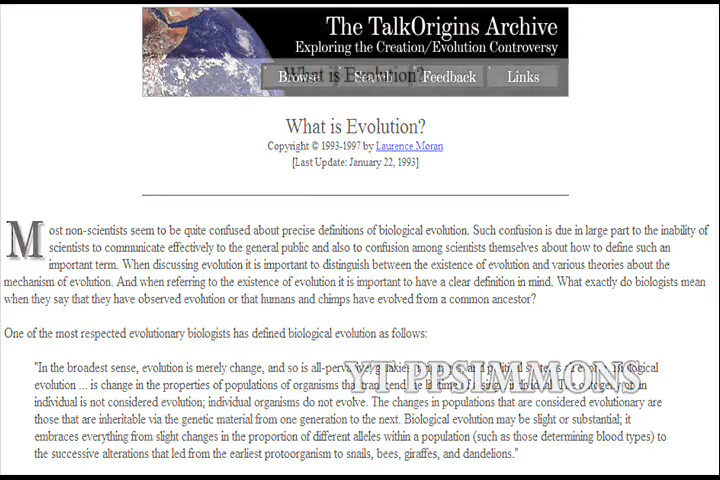 The TalkOrigins Archive
Exploring the Creation/Evolution Controversy
What is Evolution?
Browse Search Feedback Links
What is Evolution?
Copyright © 1993-1997 by Laurence Moran
[Last Update: January 22, 1993]
Most non-scientists seem to be quite confused about precise definitions of biological evolution. Such confusion is due in large part to the inability of
scientists to communicate effectively to the general public and also to confusion among scientists themselves about how to define such an
important term. When discussing evolution it is important to distinguish between the existence of evolution and various theories about the
mechanism of evolution. And when referring to the existence of evolution it is important to have a clear definition in mind. What exactly do biologists mean
when they say that they have observed evolution or that humans and chimps have evolved from a common ancestor?
One of the most respected evolutionary biologists has defined biological evolution as follows:
"In the broadest sense, evolution is merely change, and so is all-pervasive; galaxies, and political
YT PPSIMMONS
evolution ... is change in the properties of populations of organisms that
individual is not considered evolution; individual organisms do not evolve. The changes in populations that are considered evolutionary are
those that are inheritable via the genetic material from one generation to the next. Biological evolution may be slight or substantial; it
embraces everything from slight changes in the proportion of different alleles within a population (such as those determining blood types) to
the successive alterations that led from the earliest protoorganism to snails, bees, giraffes, and dandelions."